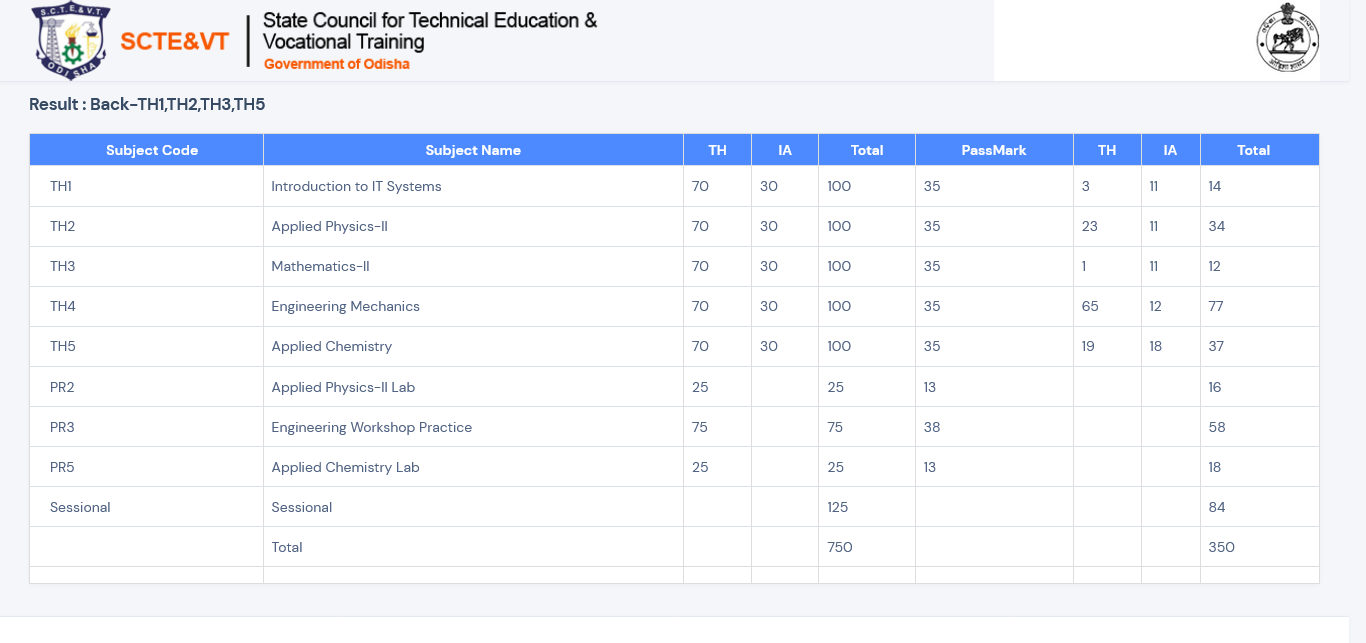 S.C.T.E.&V.T.
ODISHA
SCTE&VT
State Council for Technical Education &
Vocational Training
Government of Odisha
Result : Back-TH1,TH2,TH3,TH5
Subject Code Subject Name TH IA Total PassMark TH IA Total
TH1 Introduction to IT Systems 70 30 100 35 3 11 14
TH2 Applied Physics-II 70 30 100 35 23 11 34
TH3 Mathematics-II 70 30 100 35 1 11 12
TH4 Engineering Mechanics 70 30 100 35 65 12 77
TH5 Applied Chemistry 70 30 100 35 19 18 37
PR2 Applied Physics-II Lab 25 25 13 16
PR3 Engineering Workshop Practice 75 75 38 58
PR5 Applied Chemistry Lab 25 25 13 18
Sessional Sessional 125 84
Total 750 350